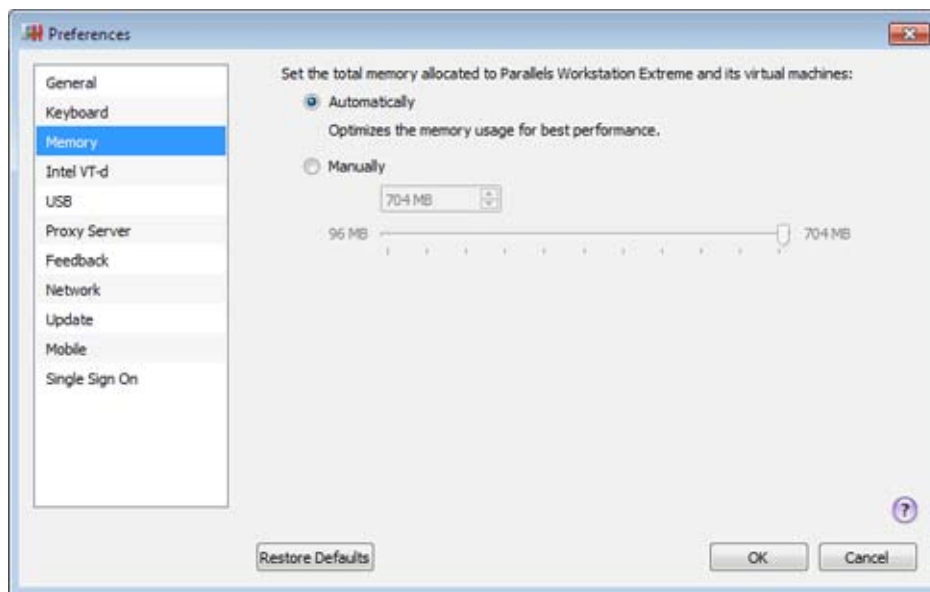 Preferences
General
Keyboard
Memory
Intel VT-d
USB
Proxy Server
Feedback
Network
Update
Mobile
Single Sign On
Set the total memory allocated to Parallels Workstation Extreme and its virtual machines:
Automatically
Optimizes the memory usage for best performance.
Manually
704 MB
96 MB 704 MB
?
Restore Defaults OK Cancel